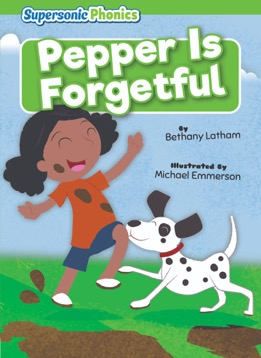 Supersonic Phonics
Pepper Is
Forgetful
By
Bethany Latham
Illustrated By
Michael Emmerson